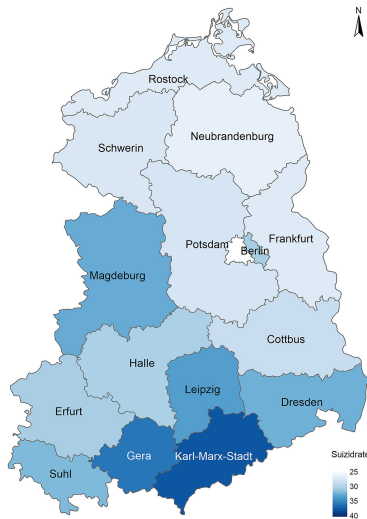 N
Rostock
Neubrandenburg
Schwerin
Potsdam
Frankfurt
Berlin
Magdeburg
Cottbus
Halle
Leipzig
Dresden
Erfurt
Gera
Karl-Marx-Stadt
Suhl
Suizidrate
25
30
35
40